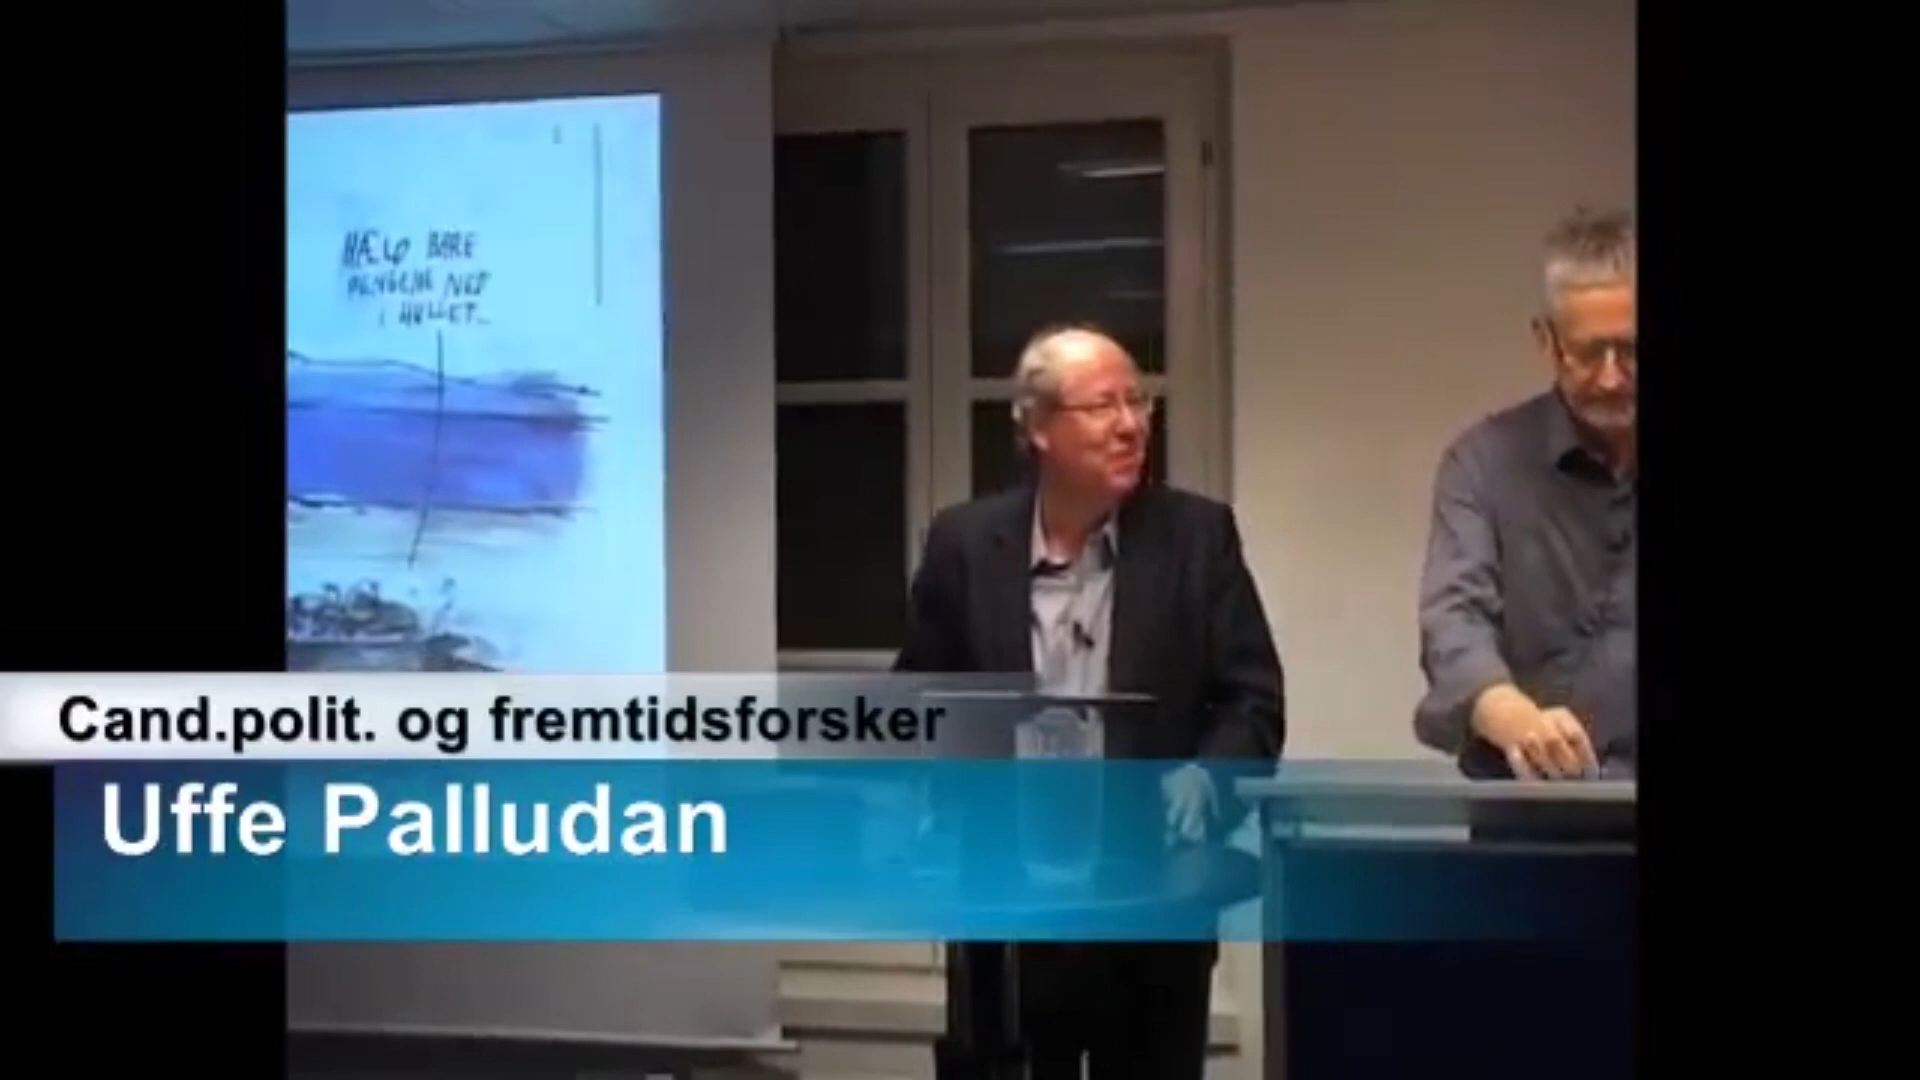 HÆLD BARE
PENGENE NED
I HULLET..
Cand.polit. og fremtidsforsker
Uffe Palludan